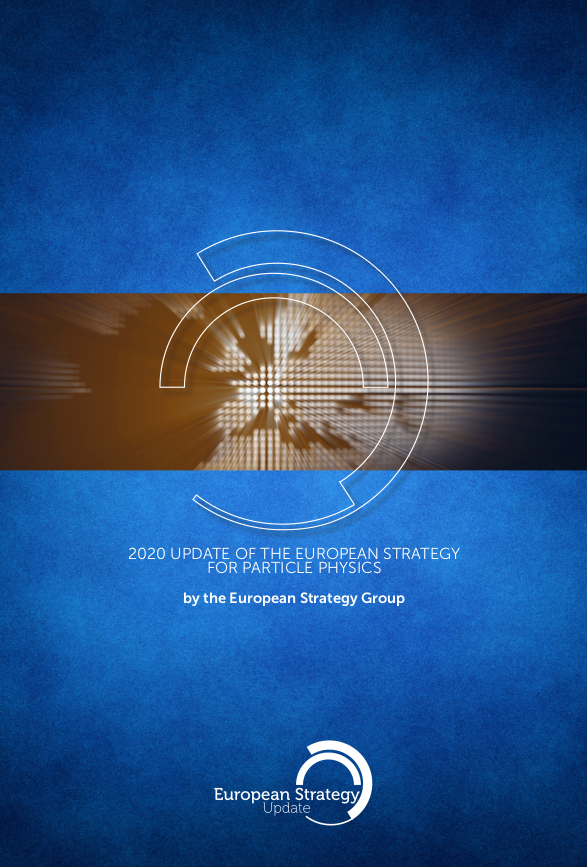 2020 UPDATE OF THE EUROPEAN STRATEGY
FOR PARTICLE PHYSICS
by the European Strategy Group
European Strategy
Update